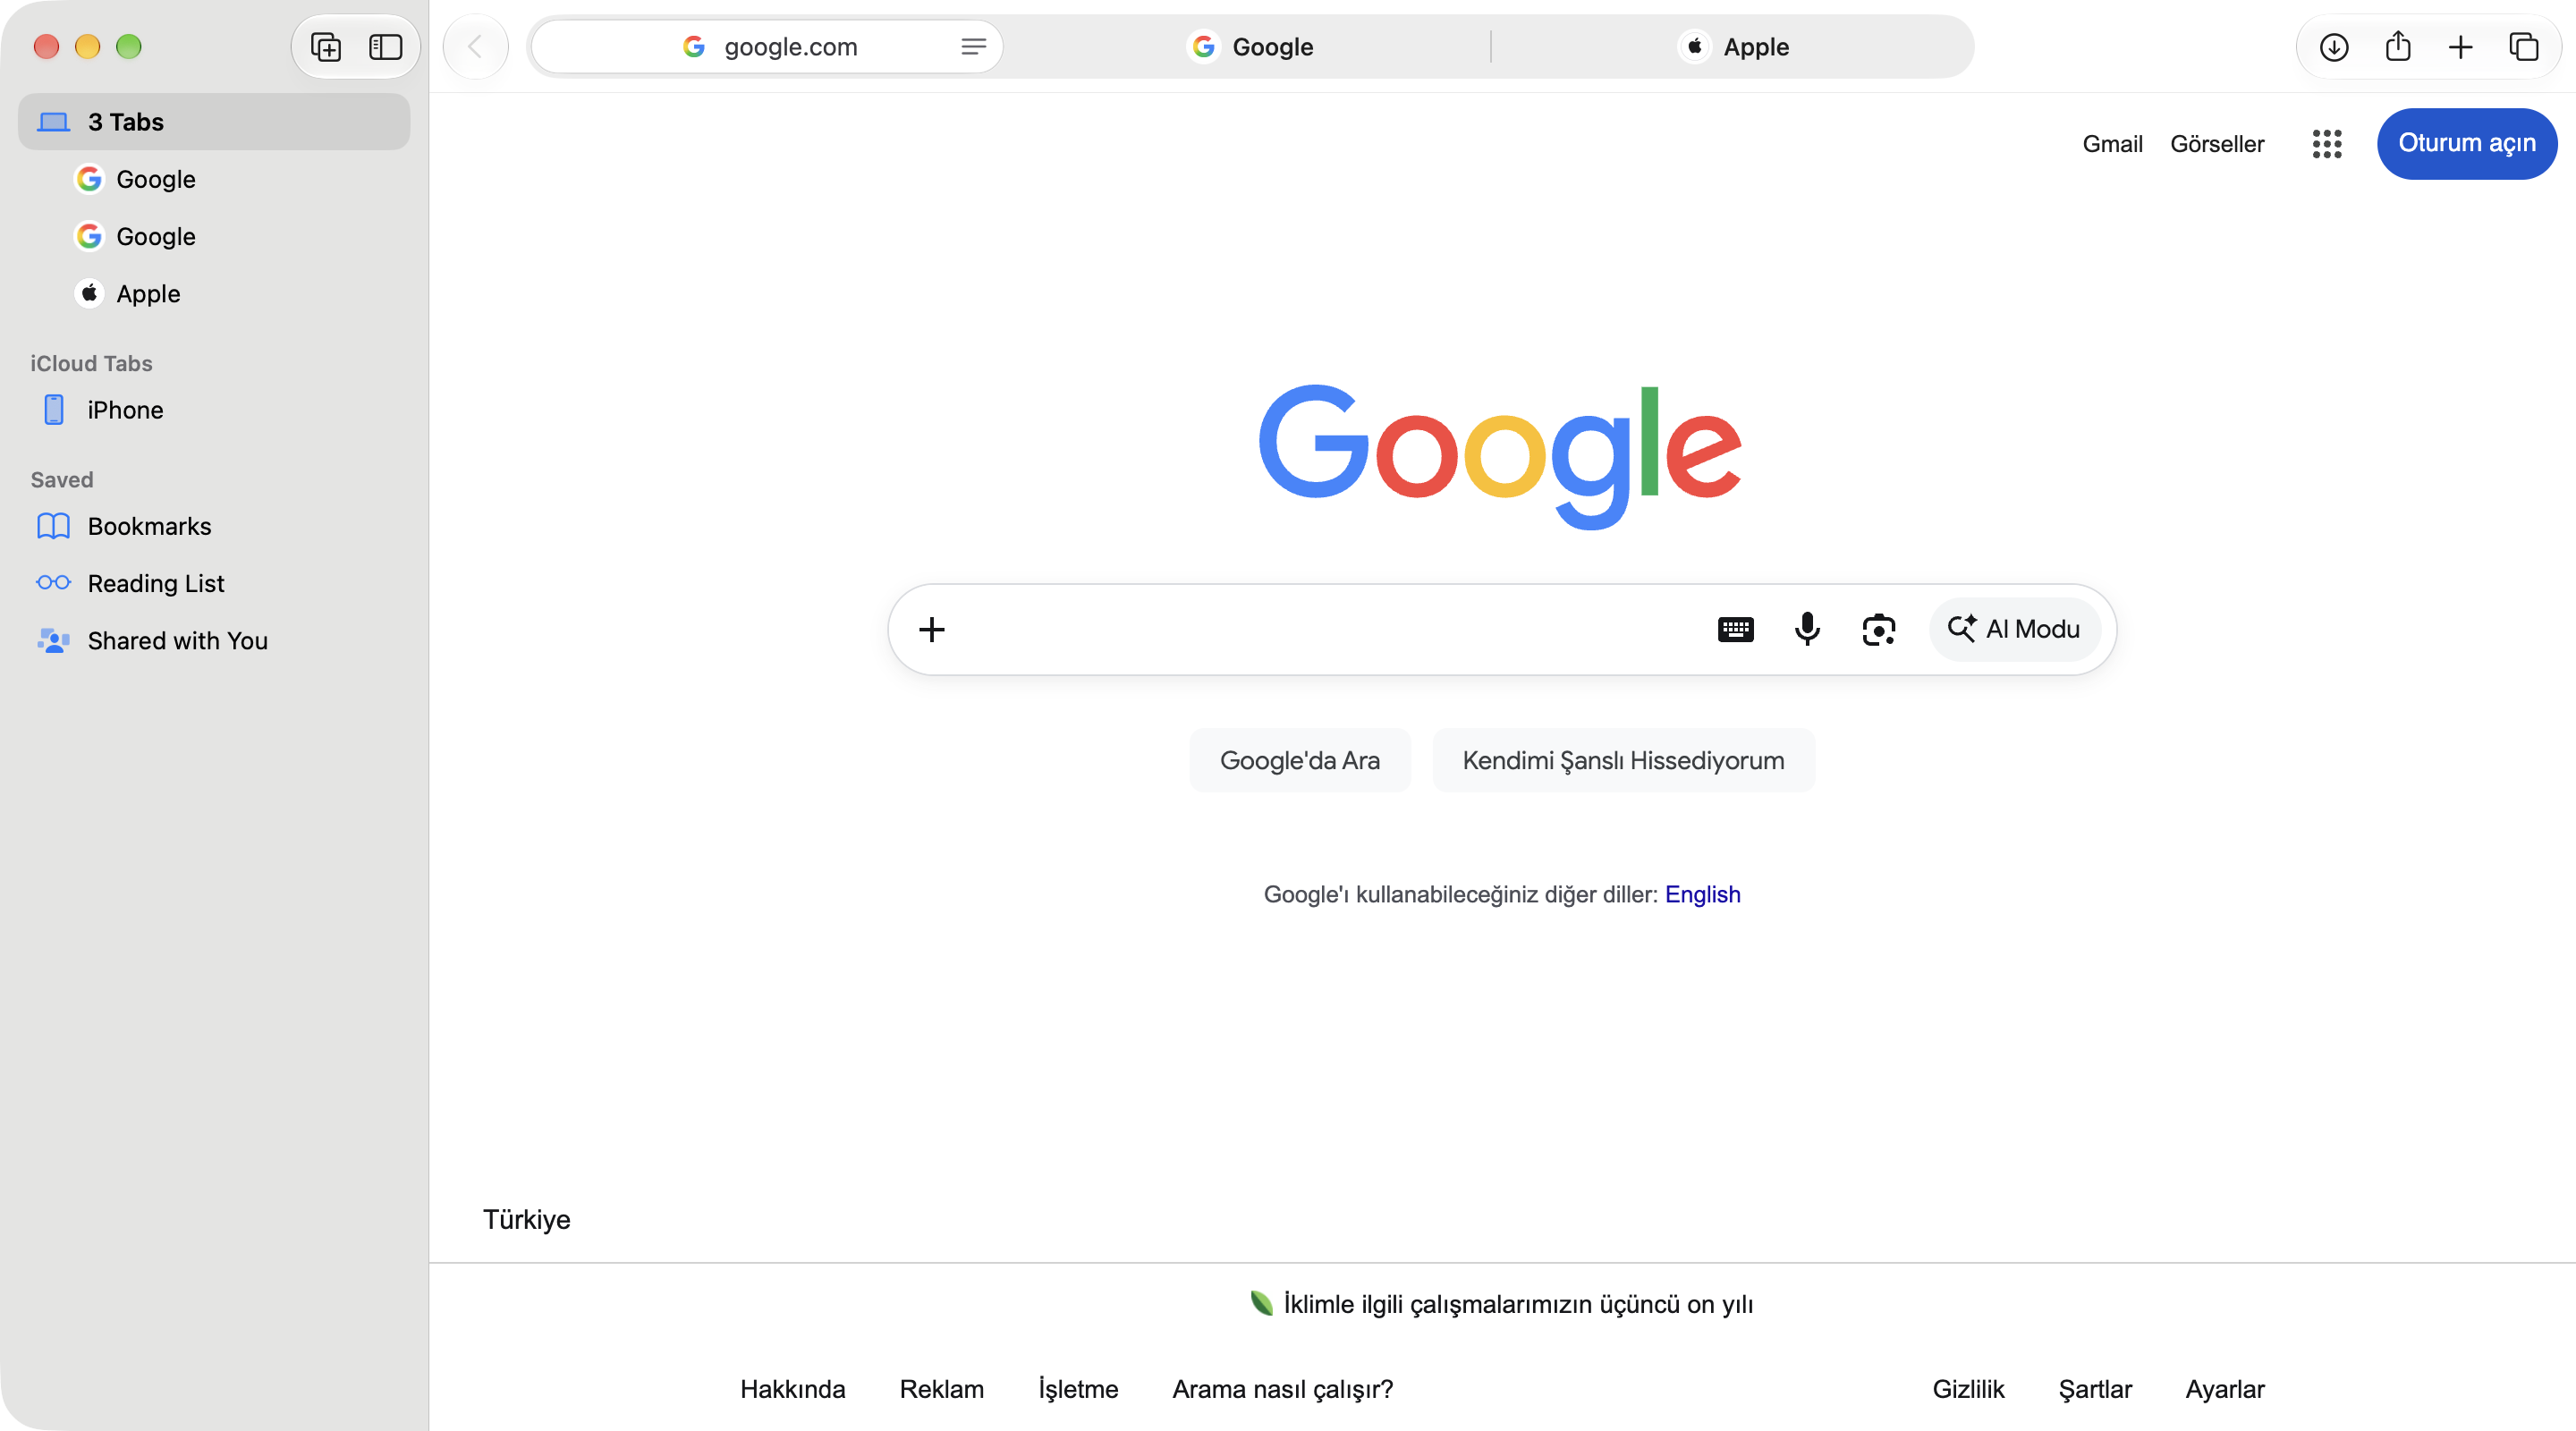 google.com
Google
Apple
3 Tabs
Google
Google
Apple
iCloud Tabs
iPhone
Saved
Bookmarks
Reading List
Shared with You
Gmail Görseller Oturum açın
Google
AI Modu
Google'da Ara Kendimi Şanslı Hissediyorum
Google'ı kullanabileceğiniz diğer diller: English
Türkiye
İklimle ilgili çalışmalarımızın üçüncü on yılı
Hakkında Reklam İşletme Arama nasıl çalışır? Gizlilik Şartlar Ayarlar